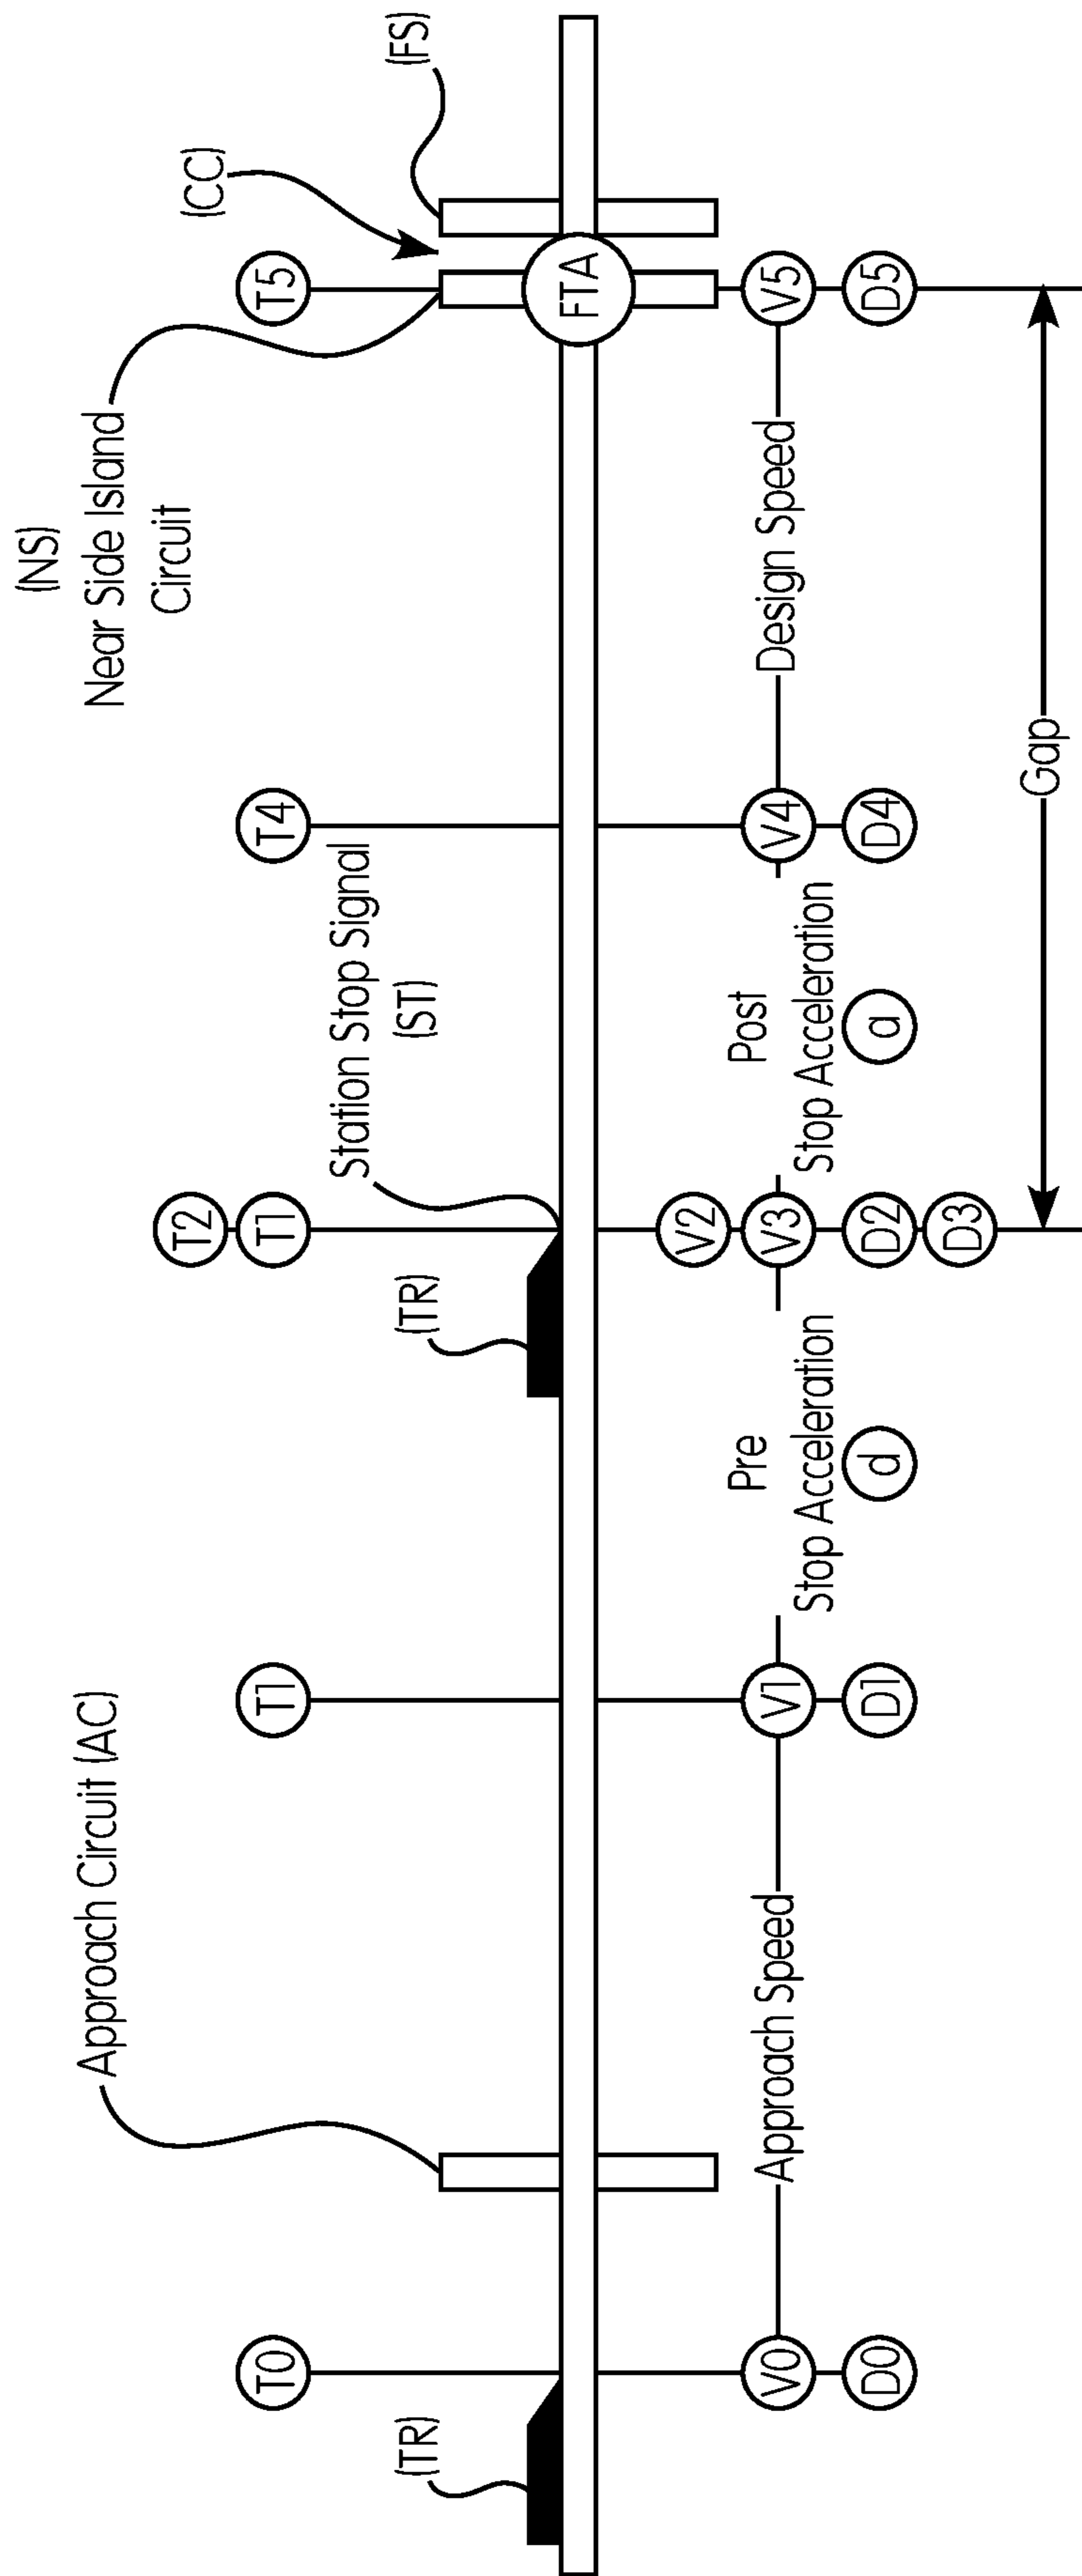 (NS)
Near Side Island
Circuit
Approach Circuit (AC)
(CC)
T0
T1
T2
T1
T4
T5
Station Stop Signal
(ST)
(TR)
(TR)
(FS)
FTA
V2
V0
Approach Speed
V1
Pre
Stop Acceleration
V3
Post
Stop Acceleration
V4
Design Speed
V5
D0
D1
d
D2
D3
a
D4
D5
Gap